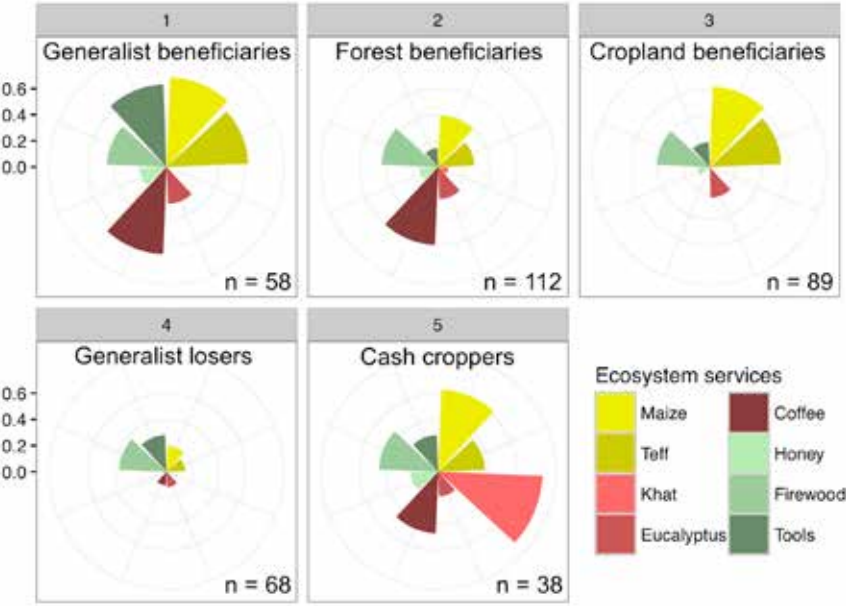 1
Generalist beneficiaries
0.6
0.4
0.2
0.0
n = 58
2
Forest beneficiaries
n = 112
3
Cropland beneficiaries
n = 89
4
Generalist losers
0.6
0.4
0.2
0.0
n = 68
5
Cash croppers
n = 38
Ecosystem services
Maize
Teff
Khat
Eucalyptus
Coffee
Honey
Firewood
Tools